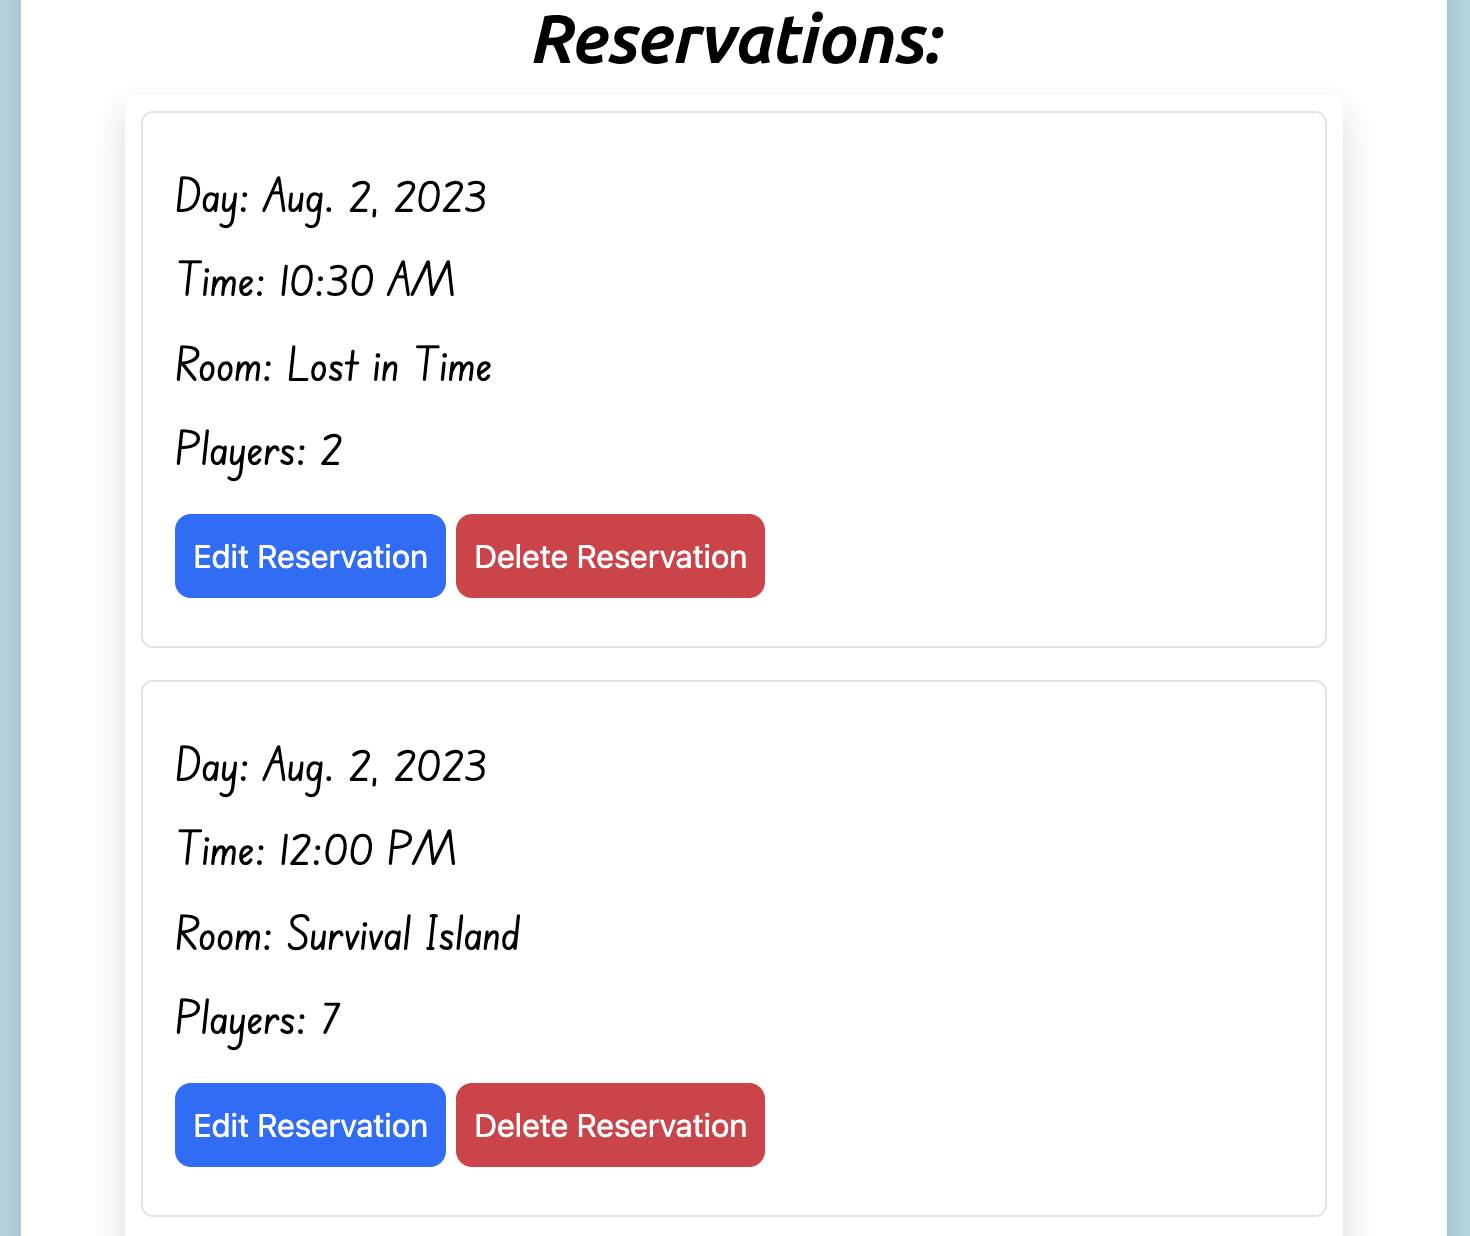 Reservations:
Day: Aug. 2, 2023
Time: 10:30 AM
Room: Lost in Time
Players: 2
Edit Reservation Delete Reservation
Day: Aug. 2, 2023
Time: 12:00 PM
Room: Survival Island
Players: 7
Edit Reservation Delete Reservation